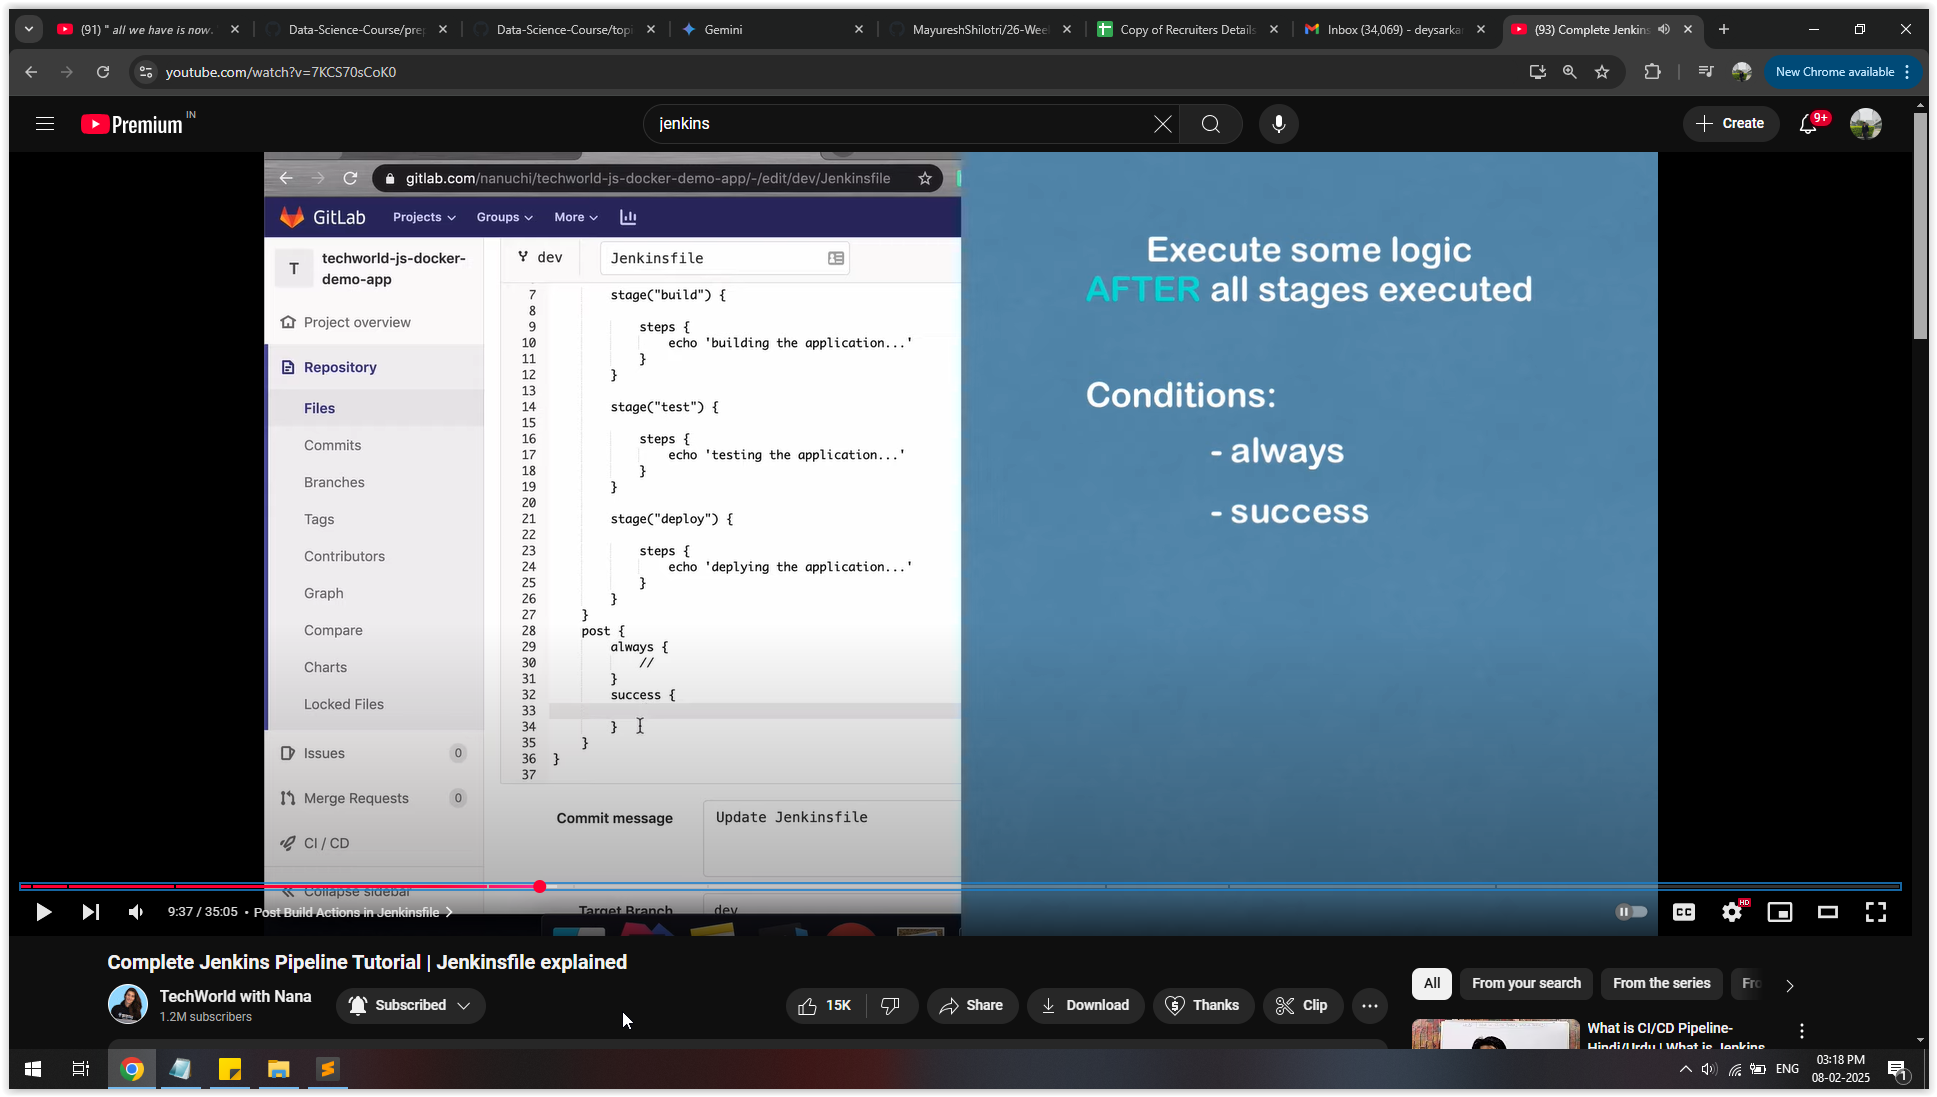 (91) " all we have is now.
Data-Science-Course/prep
Data-Science-Course/topi
Gemini
MayureshShilotri/26-Week
Copy of Recruiters Details
Inbox (34,069) - deysarkar
(93) Complete Jenkins
youtube.com/watch?v=7KCS70sCoK0
New Chrome available
Premium IN
jenkins
Create
9+
gitlab.com/nanuchi/techworld-js-docker-demo-app/-/edit/dev/Jenkinsfile
GitLab
Projects
Groups
More
T
techworld-js-docker-
demo-app
Project overview
Repository
Files
Commits
Branches
Tags
Contributors
Graph
Compare
Charts
Locked Files
Issues 0
Merge Requests 0
CI / CD
Collapse sidebar
dev
Jenkinsfile
7 stage("build") {
8
9 steps {
10 echo 'building the application...'
11 }
12 }
13
14 stage("test") {
15
16 steps {
17 echo 'testing the application...'
18 }
19 }
20
21 stage("deploy") {
22
23 steps {
24 echo 'deplying the application...'
25 }
26 }
27 }
28 post {
29 always {
30 //
31 }
32 success {
33
34 }
35 }
36 }
37
Commit message
Update Jenkinsfile
Target Branch
dev
Execute some logic
AFTER all stages executed
Conditions:
- always
- success
9:37 / 35:05 • Post Build Actions in Jenkinsfile
CC
HD
Complete Jenkins Pipeline Tutorial | Jenkinsfile explained
TechWorld with Nana
1.2M subscribers
Subscribed
15K
Share
Download
Thanks
Clip
All
From your search
From the series
Fro
What is CI/CD Pipeline-
Hindi/Urdu | What is Jenkins
ENG
03:18 PM
08-02-2025
1